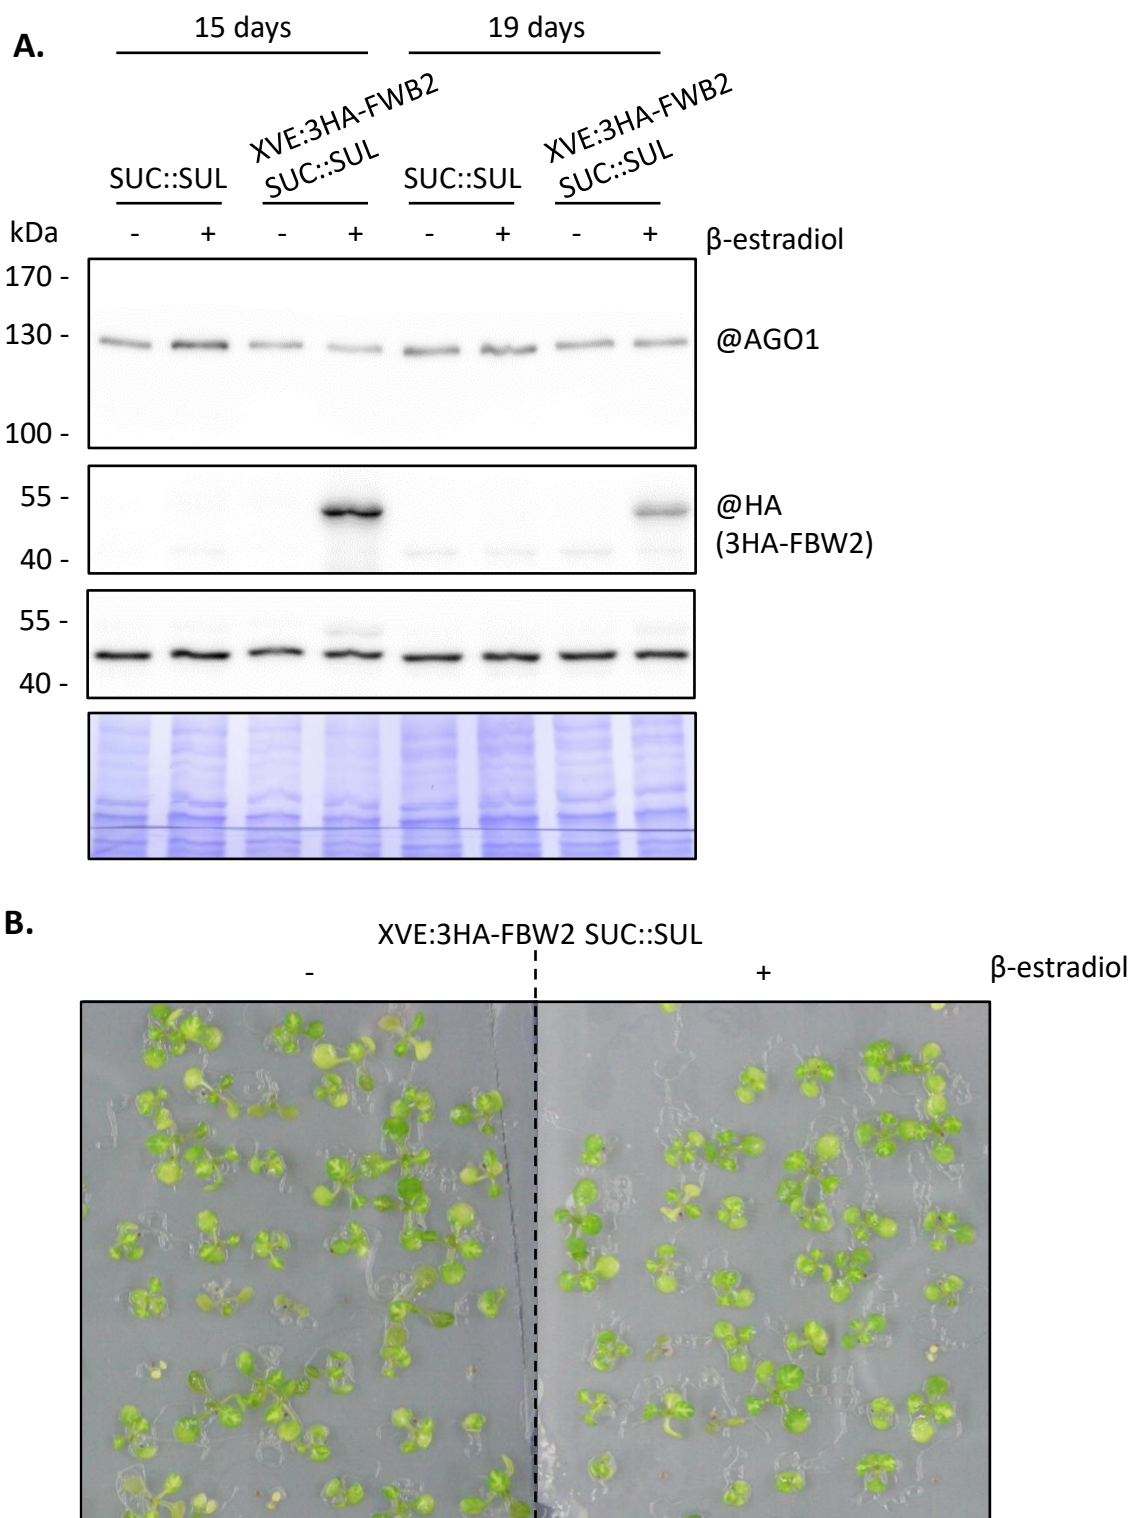 A.
15 days
19 days
SUC::SUL
XVE:3HA-FWB2
SUC::SUL
SUC::SUL
XVE:3HA-FWB2
SUC::SUL
kDa
- + - + - + - +
β-estradiol
170 -
130 -
@AGO1
100 -
55 -
@HA
(3HA-FBW2)
40 -
55 -
40 -
B.
XVE:3HA-FBW2 SUC::SUL
- +
β-estradiol